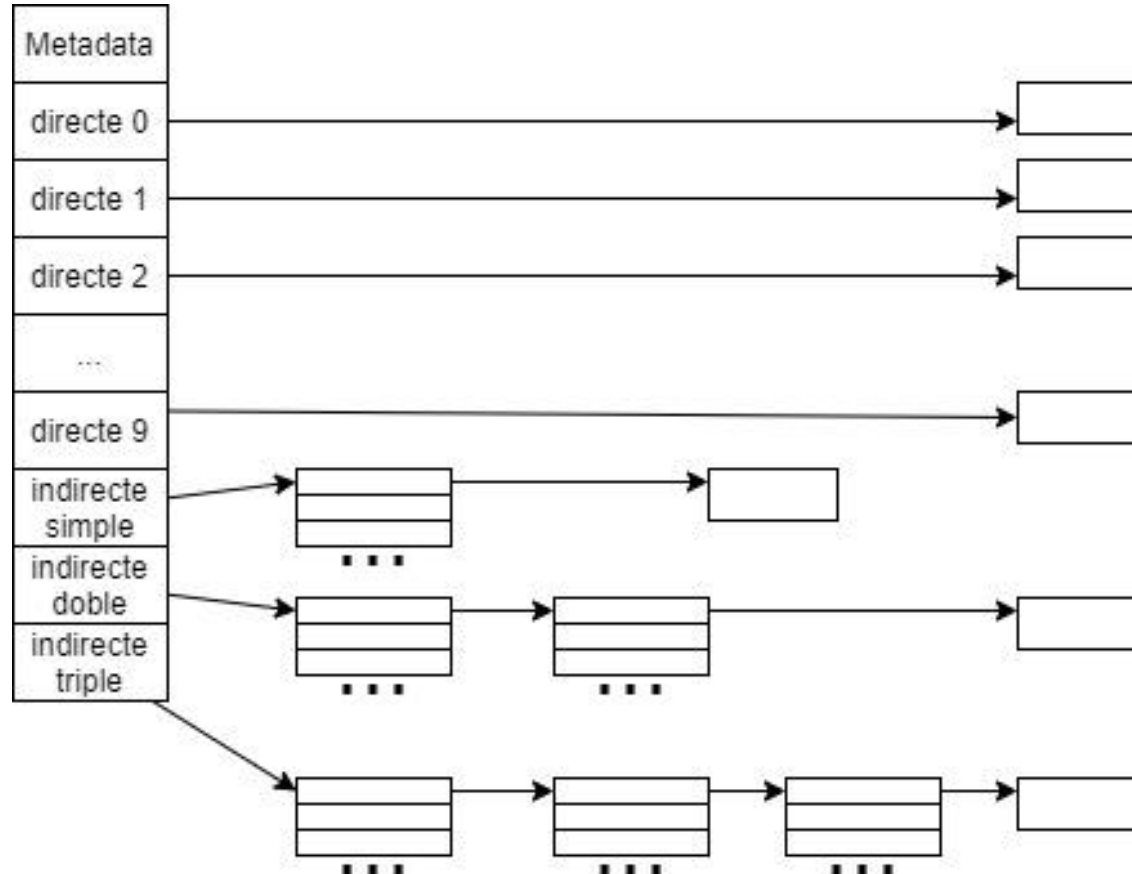 Metadata
directe 0
directe 1
directe 2
...
directe 9
indirecte
simple
indirecte
doble
indirecte
triple